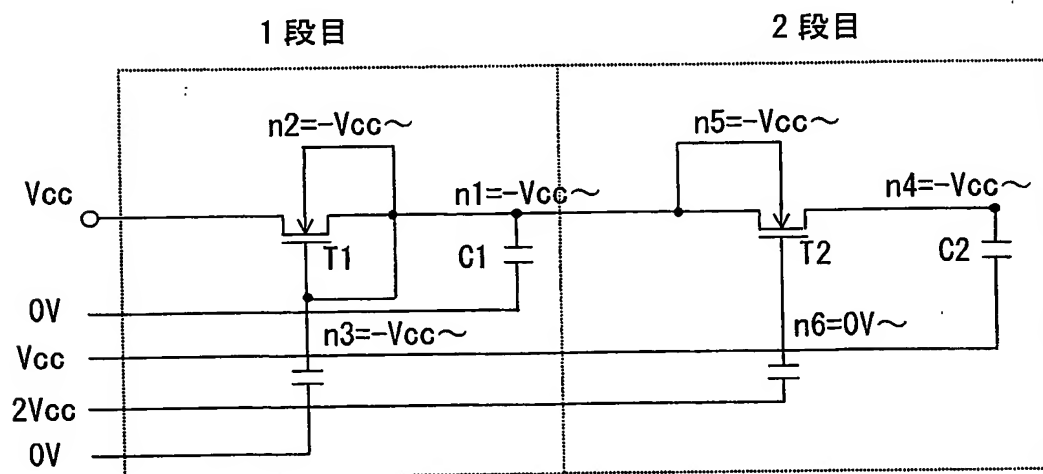 1 段目
2 段目
n2=-Vcc～
n5=-Vcc～
Vcc
n1=-Vcc～
n4=-Vcc～
T1
C1
T2
C2
0V
n3=-Vcc～
n6=0V～
Vcc
2Vcc
0V